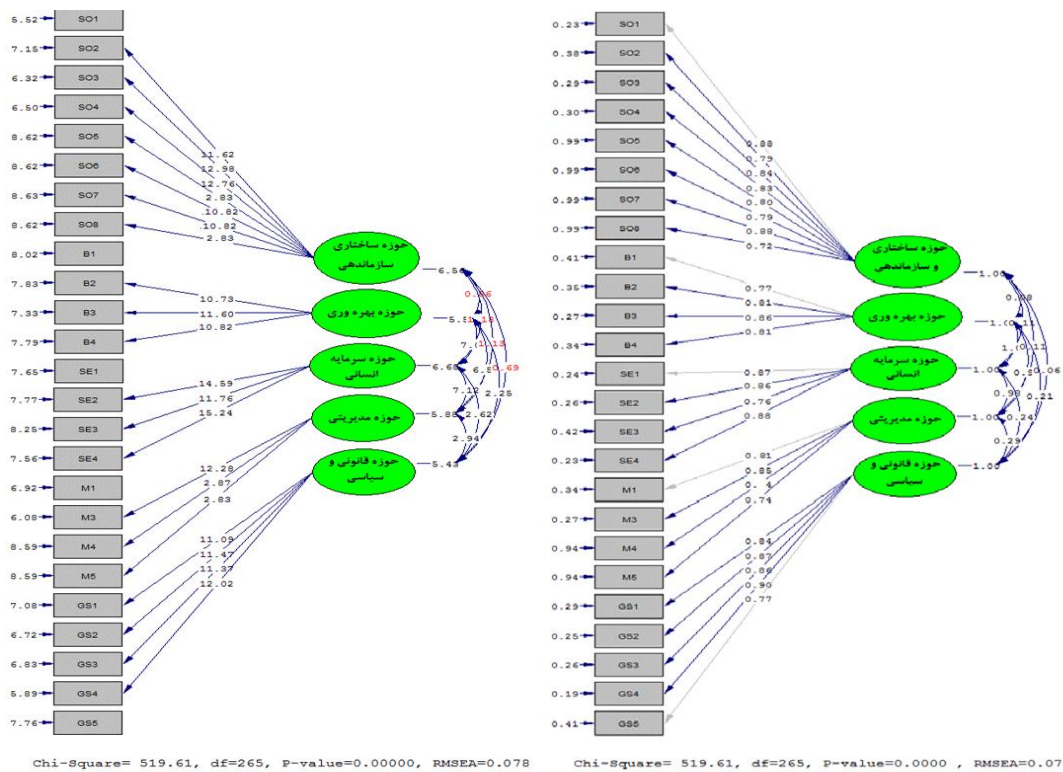 5.52 SO1
7.15 SO2
6.32 SO3
6.50 SO4
8.62 SO5
8.62 SO6
8.63 SO7
8.62 SO8
8.02 B1
7.83 B2
7.33 B3
7.79 B4
7.65 SE1
7.77 SE2
8.25 SE3
7.56 SE4
6.92 M1
6.08 M3
8.59 M4
8.59 M5
7.08 GS1
6.72 GS2
6.83 GS3
5.89 GS4
7.76 GS5
11.62
12.98
12.76
2.83
10.82
10.82
2.83
10.73
11.60
10.82
14.59
11.76
15.24
12.28
2.87
2.83
11.09
11.47
11.37
12.02
حوزه ساختاری
سازماندهی
حوزه بهره وری
حوزه سرمایه
انسانی
حوزه مدیریتی
حوزه قانونی و
سیاسی
6.68
5.43
0.69
7.12
2.62
2.25
2.94
Chi-Square= 519.61, df=265, P-value=0.00000, RMSEA=0.078
0.23 SO1
0.38 SO2
0.29 SO3
0.30 SO4
0.99 SO5
0.99 SO6
0.99 SO7
0.99 SO8
0.41 B1
0.35 B2
0.27 B3
0.34 B4
0.24 SE1
0.26 SE2
0.42 SE3
0.23 SE4
0.34 M1
0.27 M3
0.94 M4
0.94 M5
0.29 GS1
0.25 GS2
0.26 GS3
0.19 GS4
0.41 GS5
0.88
0.79
0.84
0.83
0.80
0.79
0.88
0.72
0.77
0.81
0.86
0.81
0.87
0.86
0.76
0.88
0.81
0.85
0.74
0.84
0.87
0.86
0.90
0.77
حوزه ساختاری
و سازماندهی
حوزه بهره وری
حوزه سرمایه
انسانی
حوزه مدیریتی
حوزه قانونی و
سیاسی
1.00
1.00
1.00
1.00
0.11
0.06
0.21
0.24
0.29
Chi-Square= 519.61, df=265, P-value=0.0000 , RMSEA=0.07